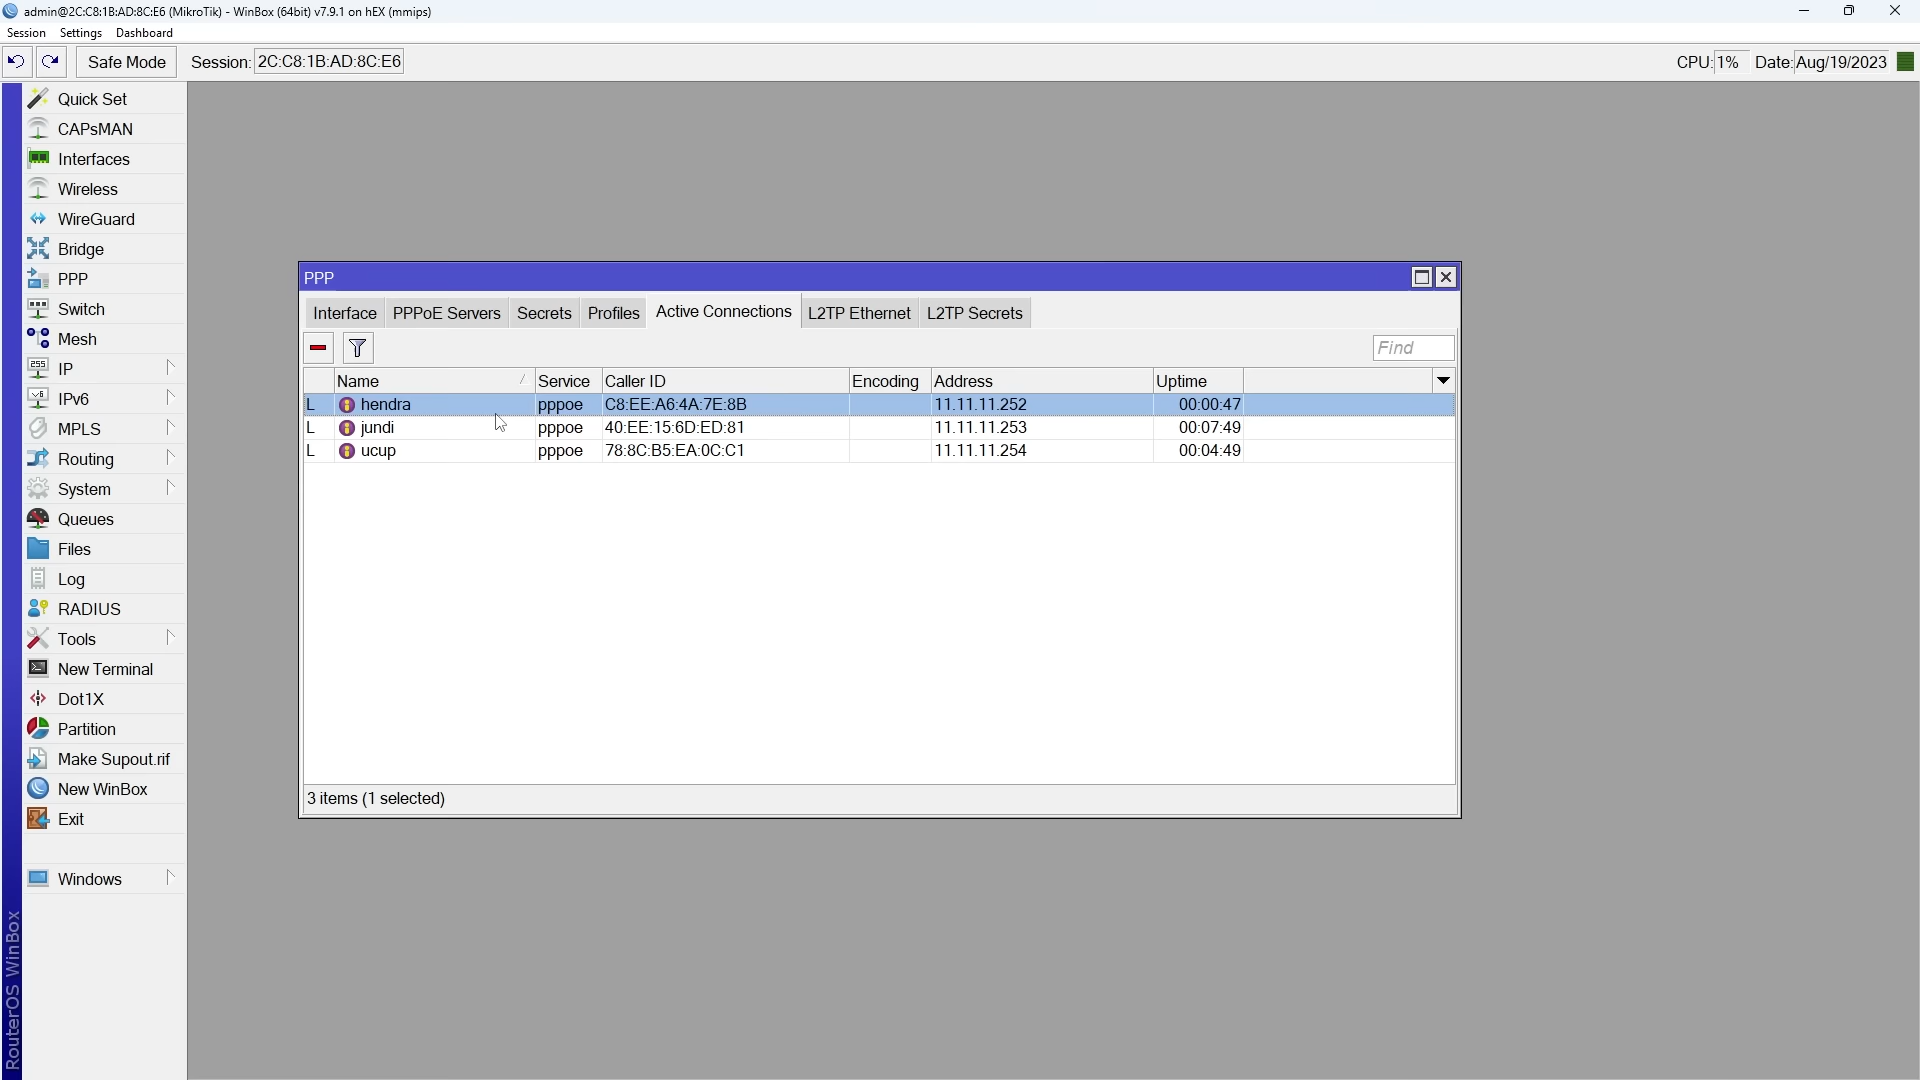 admin@2C:C8:1B:AD:8C:E6 (MikroTik) - WinBox (64bit) v7.9.1 on hEX (mmips)
Session Settings Dashboard
Safe Mode Session: 2C:C8:1B:AD:8C:E6 CPU: 1% Date: Aug/19/2023
Quick Set
CAPsMAN
Interfaces
Wireless
WireGuard
Bridge
PPP
Switch
Mesh
255 IP
v6 IPv6
MPLS
Routing
System
Queues
Files
Log
RADIUS
Tools
New Terminal
Dot1X
Partition
Make Supout.rif
New WinBox
Exit
Windows
RouterOS WinBox
PPP
Interface PPPoE Servers Secrets Profiles Active Connections L2TP Ethernet L2TP Secrets
Find
Name Service Caller ID Encoding Address Uptime
L hendra pppoe C8:EE:A6:4A:7E:8B 11.11.11.252 00:00:47
L jundi pppoe 40:EE:15:6D:ED:81 11.11.11.253 00:07:49
L ucup pppoe 78:8C:B5:EA:0C:C1 11.11.11.254 00:04:49
3 items (1 selected)